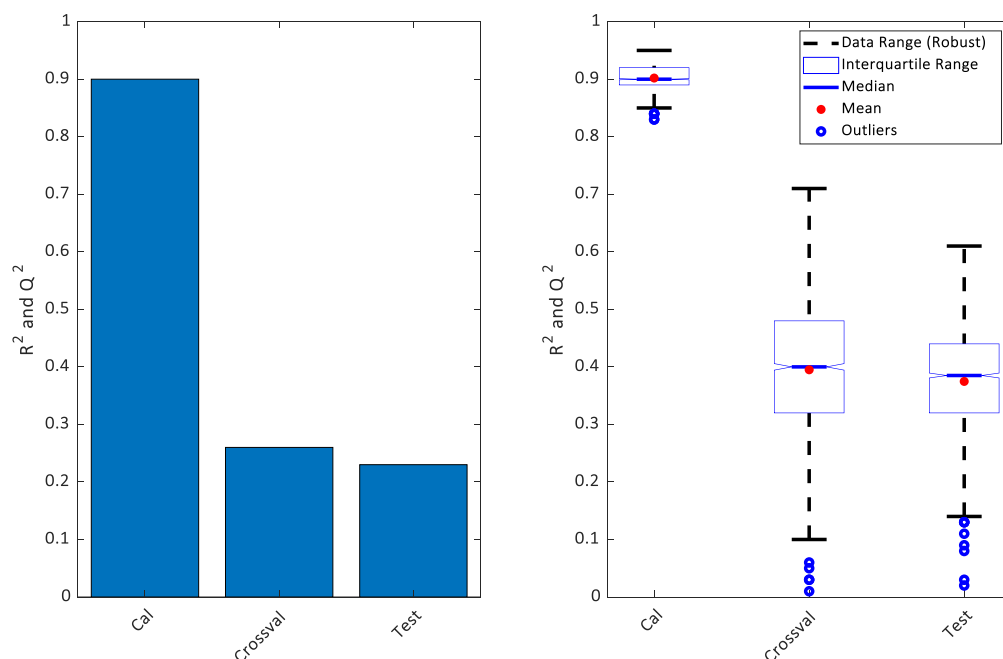 1
0.9
0.8
0.7
0.6
0.5
0.4
0.3
0.2
0.1
0
R² and Q²
Cal
Crossval
Test
1
0.9
0.8
0.7
0.6
0.5
0.4
0.3
0.2
0.1
0
R² and Q²
Cal
Crossval
Test
Data Range (Robust)
Interquartile Range
Median
Mean
Outliers